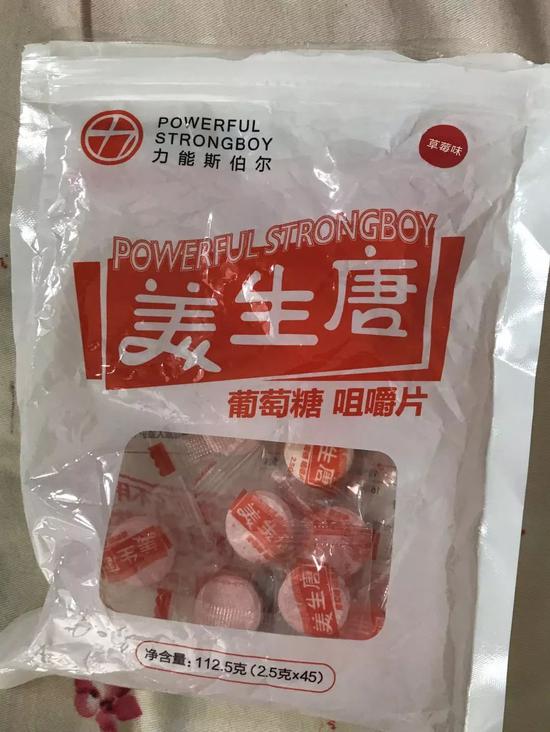 POWERFUL
STRONGBOY
力能斯伯尔
草莓味
POWERFUL STRONGBOY
美生唐
葡萄糖 咀嚼片
净含量: 112.5克(2.5克×45)